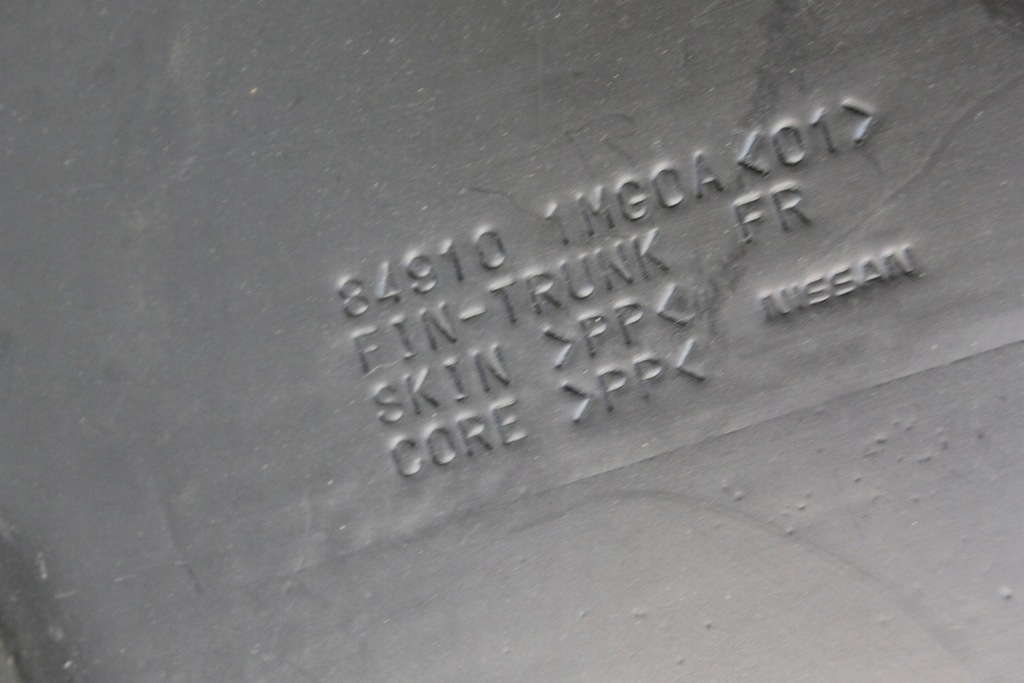 84910 1MG0A<01>
FIN-TRUNK FR
SKIN >PP<
CORE >PP<
NISSAN